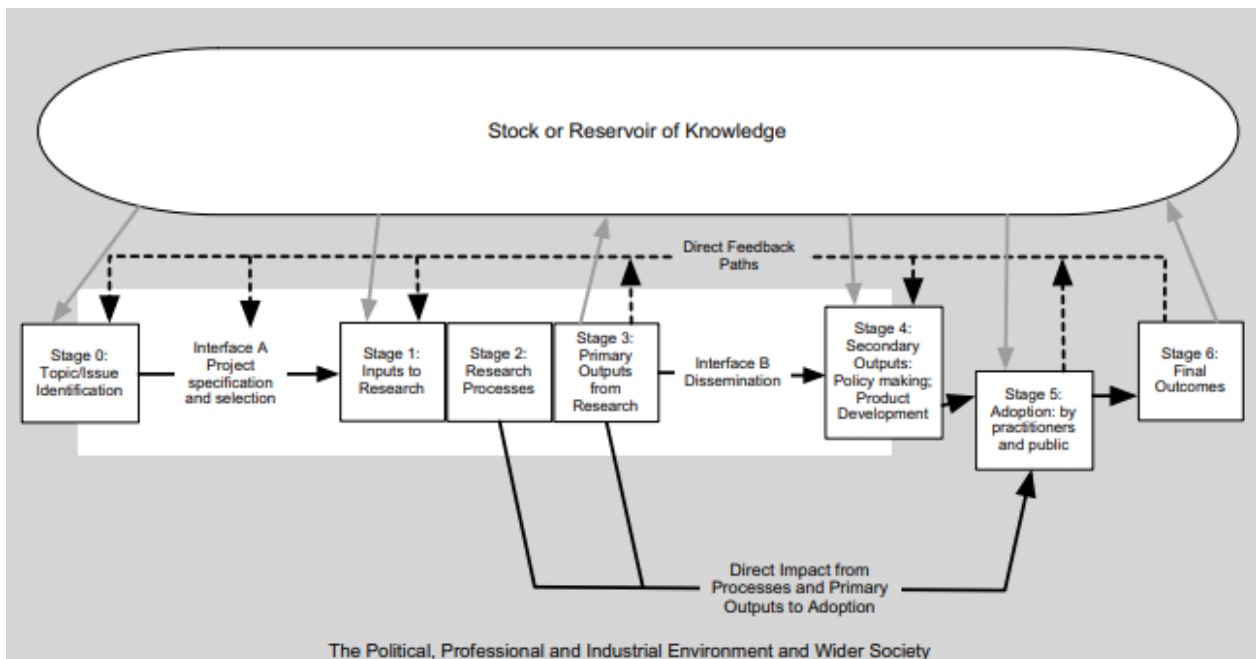 Stock or Reservoir of Knowledge
Direct Feedback
Paths
Stage 0:
Topic/Issue
Identification
Interface A
Project
specification
and selection
Stage 1:
Inputs to
Research
Stage 2:
Research
Processes
Stage 3:
Primary
Outputs
from
Research
Interface B
Dissemination
Stage 4:
Secondary
Outputs:
Policy making;
Product
Development
Stage 5:
Adoption: by
practitioners
and public
Stage 6:
Final
Outcomes
Direct Impact from
Processes and Primary
Outputs to Adoption
The Political, Professional and Industrial Environment and Wider Society